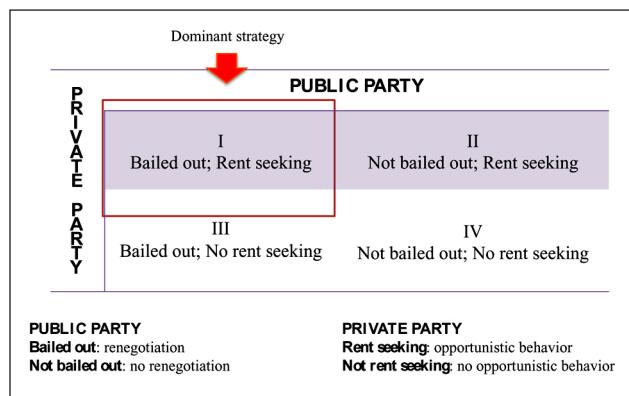 Dominant strategy
PUBLIC PARTY
PRIVATE PARTY
I
Bailed out; Rent seeking
II
Not bailed out; Rent seeking
III
Bailed out; No rent seeking
IV
Not bailed out; No rent seeking
PUBLIC PARTY
Bailed out: renegotiation
Not bailed out: no renegotiation
PRIVATE PARTY
Rent seeking: opportunistic behavior
Not rent seeking: no opportunistic behavior